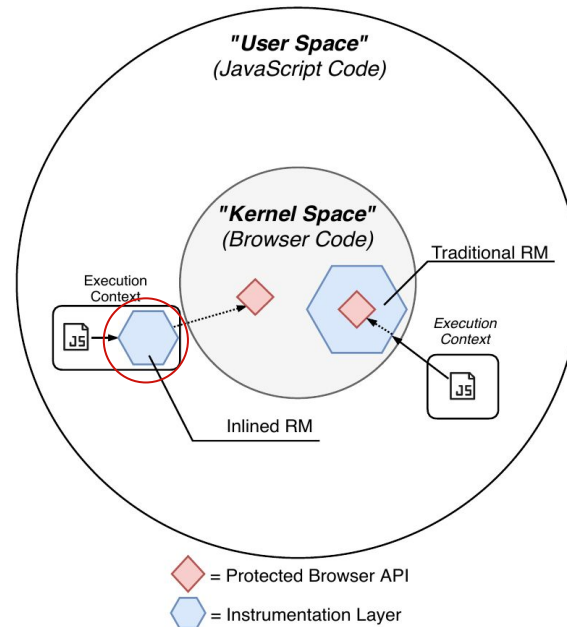 "User Space"
(JavaScript Code)
"Kernel Space"
(Browser Code)
Traditional RM
Execution
Context
JS
Execution
Context
JS
Inlined RM
= Protected Browser API
= Instrumentation Layer